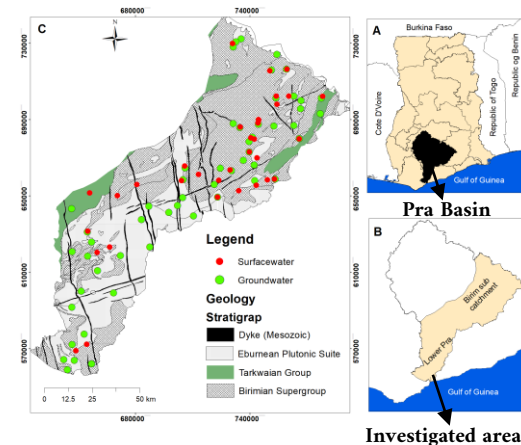 680000
740000
C
N
730000
690000
650000
610000
570000
Legend
Surfacewater
Groundwater
Geology
Stratigrap
Dyke (Mesozoic)
Eburnean Plutonic Suite
Tarkwaian Group
Birimian Supergroup
0 12.5 25 50 km
680000
740000
Burkina Faso
A
Cote D'Vore
Republic of Togo
Republic og Benin
Gulf of Guinea
Pra Basin
B
Birim sub
catchment
Lower Pra
Gulf of Guinea
Investigated area